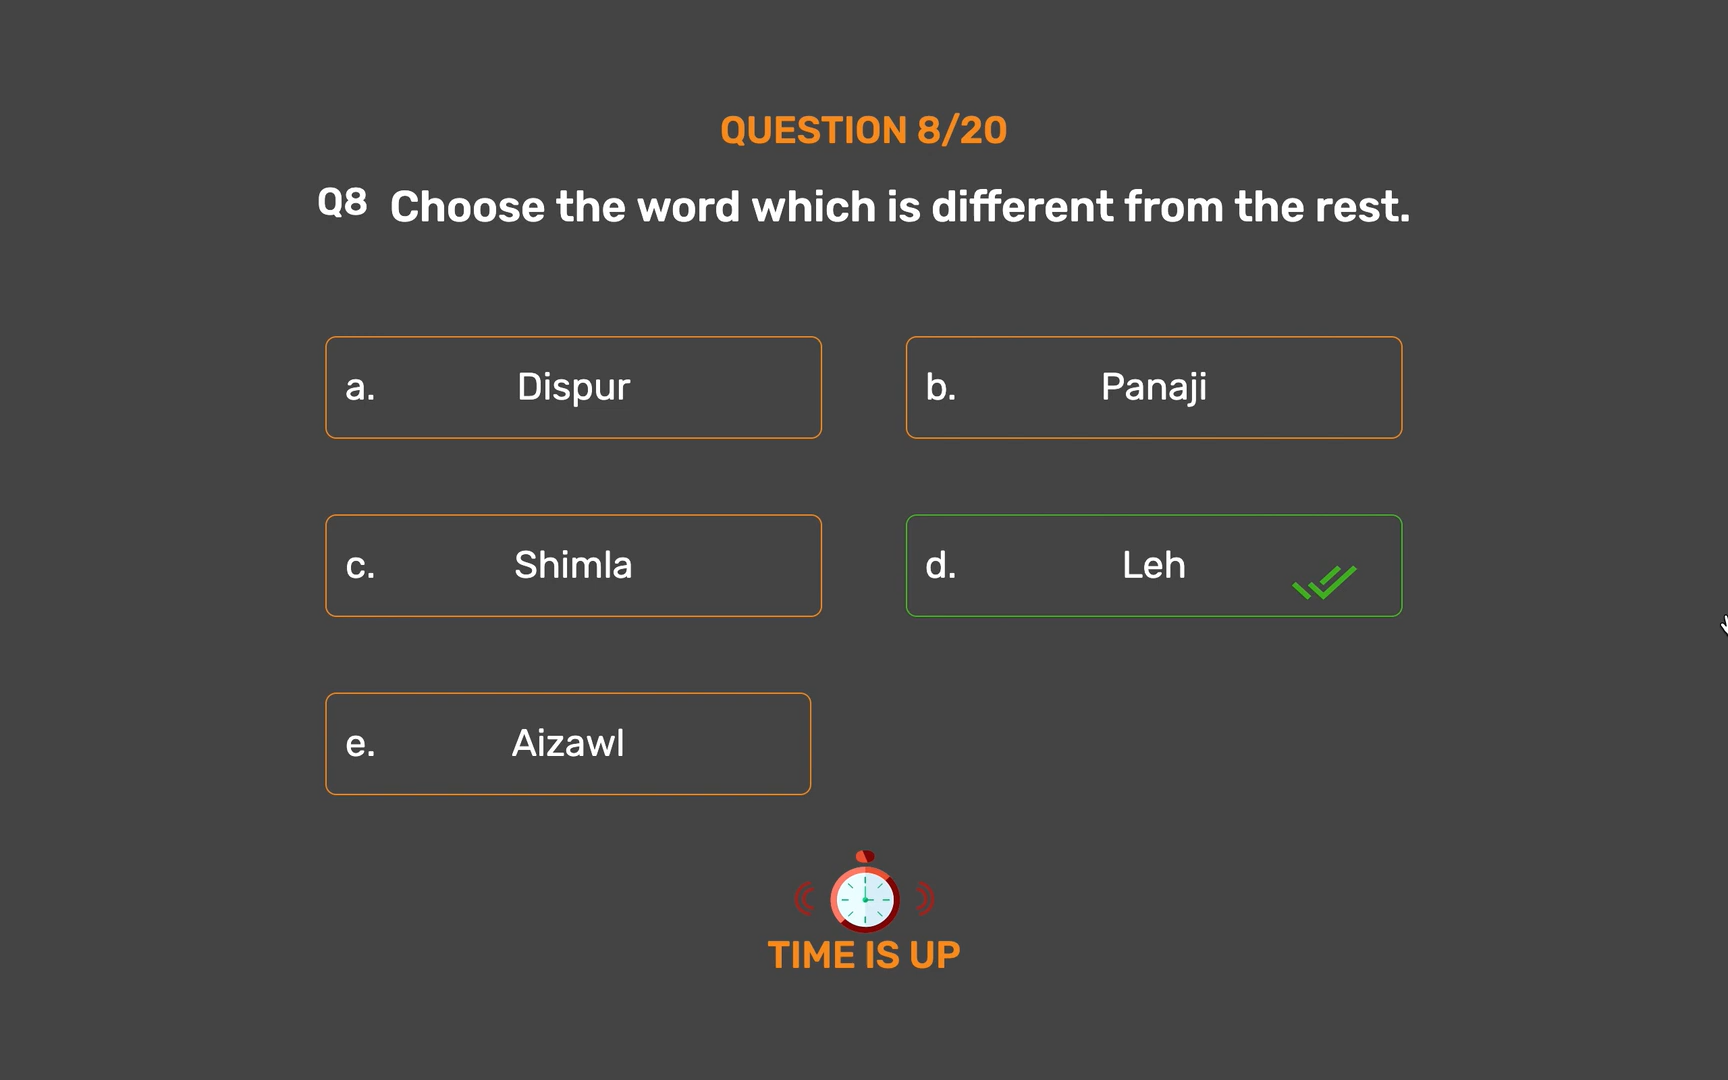 QUESTION 8/20
Q8 Choose the word which is different from the rest.
a. Dispur
b. Panaji
c. Shimla
d. Leh
e. Aizawl
TIME IS UP